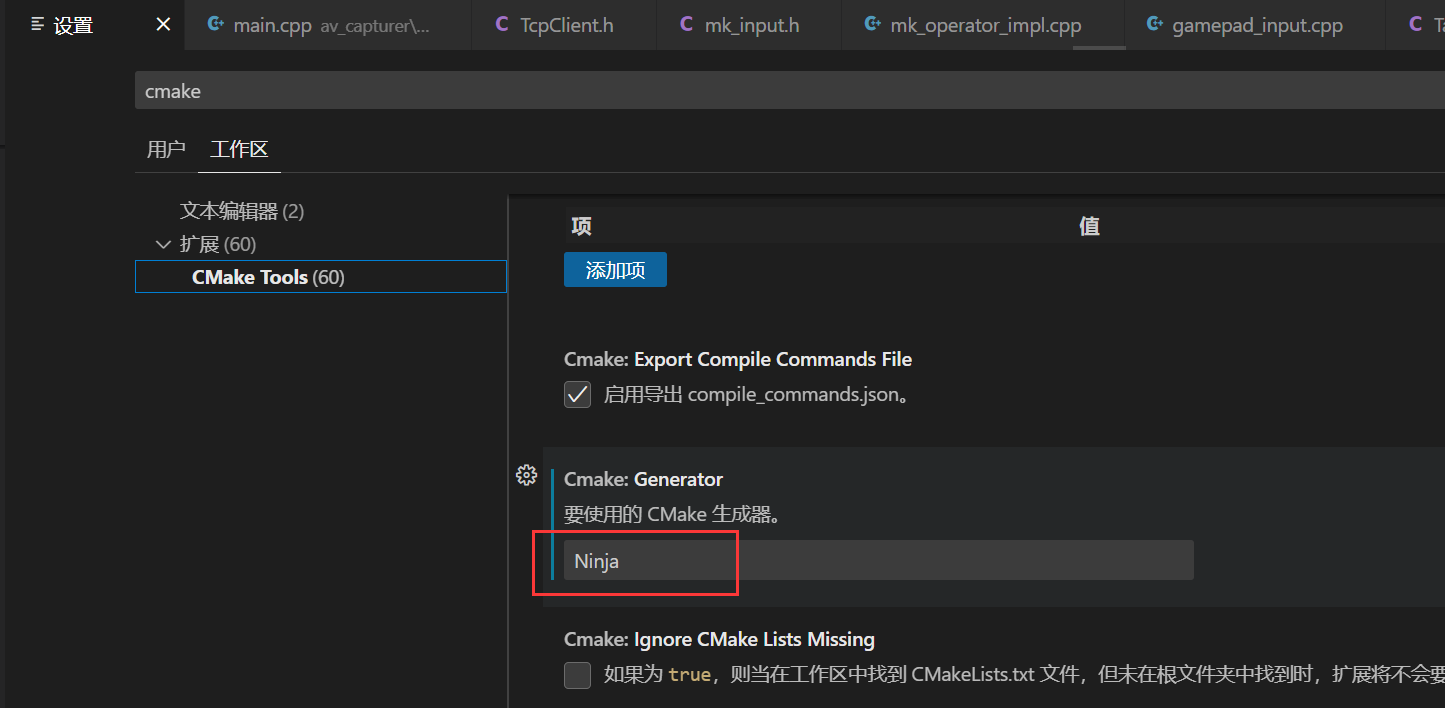 设置
main.cpp av_capturer\...
TcpClient.h
mk_input.h
mk_operator_impl.cpp
gamepad_input.cpp
cmake
用户 工作区
文本编辑器 (2)
扩展 (60)
CMake Tools (60)
项 值
添加项
Cmake: Export Compile Commands File
启用导出 compile_commands.json。
Cmake: Generator
要使用的 CMake 生成器。
Ninja
Cmake: Ignore CMake Lists Missing
如果为 true，则当在工作区中找到 CMakeLists.txt 文件，但未在根文件夹中找到时，扩展将不会要